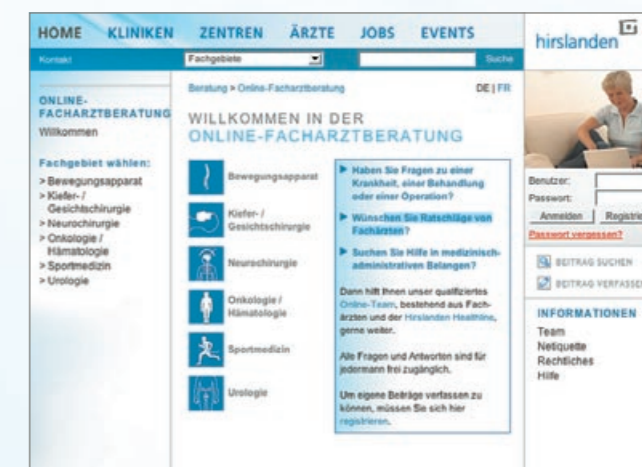 HOME KLINIKEN ZENTREN ÄRZTE JOBS EVENTS
hirslanden
Kontakt Fachgebiete Suche
Beratung > Online-Facharztberatung DE | FR
ONLINE-
FACHARZTBERATUNG
Willkommen
Fachgebiet wählen:
> Bewegungsapparat
> Kiefer- /
Gesichtschirurgie
> Neurochirurgie
> Onkologie /
Hämatologie
> Sportmedizin
> Urologie
WILLKOMMEN IN DER
ONLINE-FACHARZTBERATUNG
Bewegungsapparat
Kiefer- /
Gesichtschirurgie
Neurochirurgie
Onkologie /
Hämatologie
Sportmedizin
Urologie
Haben Sie Fragen zu einer
Krankheit, einer Behandlung
oder einer Operation?
Wünschen Sie Ratschläge von
Fachärzten?
Suchen Sie Hilfe in medizinisch-
administrativen Belangen?
Dann hilft Ihnen unser qualifiziertes
Online-Team, bestehend aus Fach-
ärzten und der Hirslanden Healthline,
gerne weiter.
Alle Fragen und Antworten sind für
jedermann frei zugänglich.
Um eigene Beiträge verfassen zu
können, müssen Sie sich hier
registrieren.
Benutzer:
Passwort:
Anmelden Registrie
Passwort vergessen?
BEITRAG SUCHEN
BEITRAG VERFASSEN
INFORMATIONEN
Team
Netiquette
Rechtliches
Hilfe